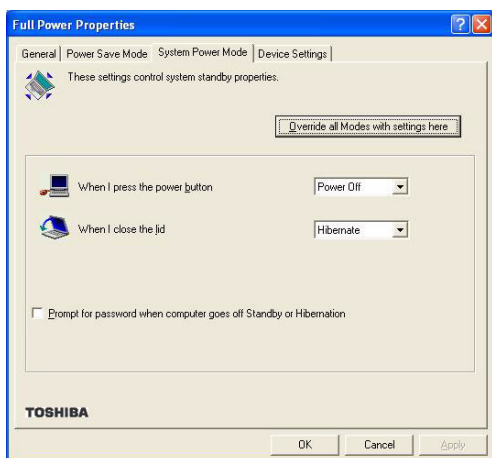 Full Power Properties
General Power Save Mode System Power Mode Device Settings
These settings control system standby properties.
Override all Modes with settings here
When I press the power button Power Off
When I close the lid Hibernate
Prompt for password when computer goes off Standby or Hibernation
TOSHIBA
OK Cancel Apply